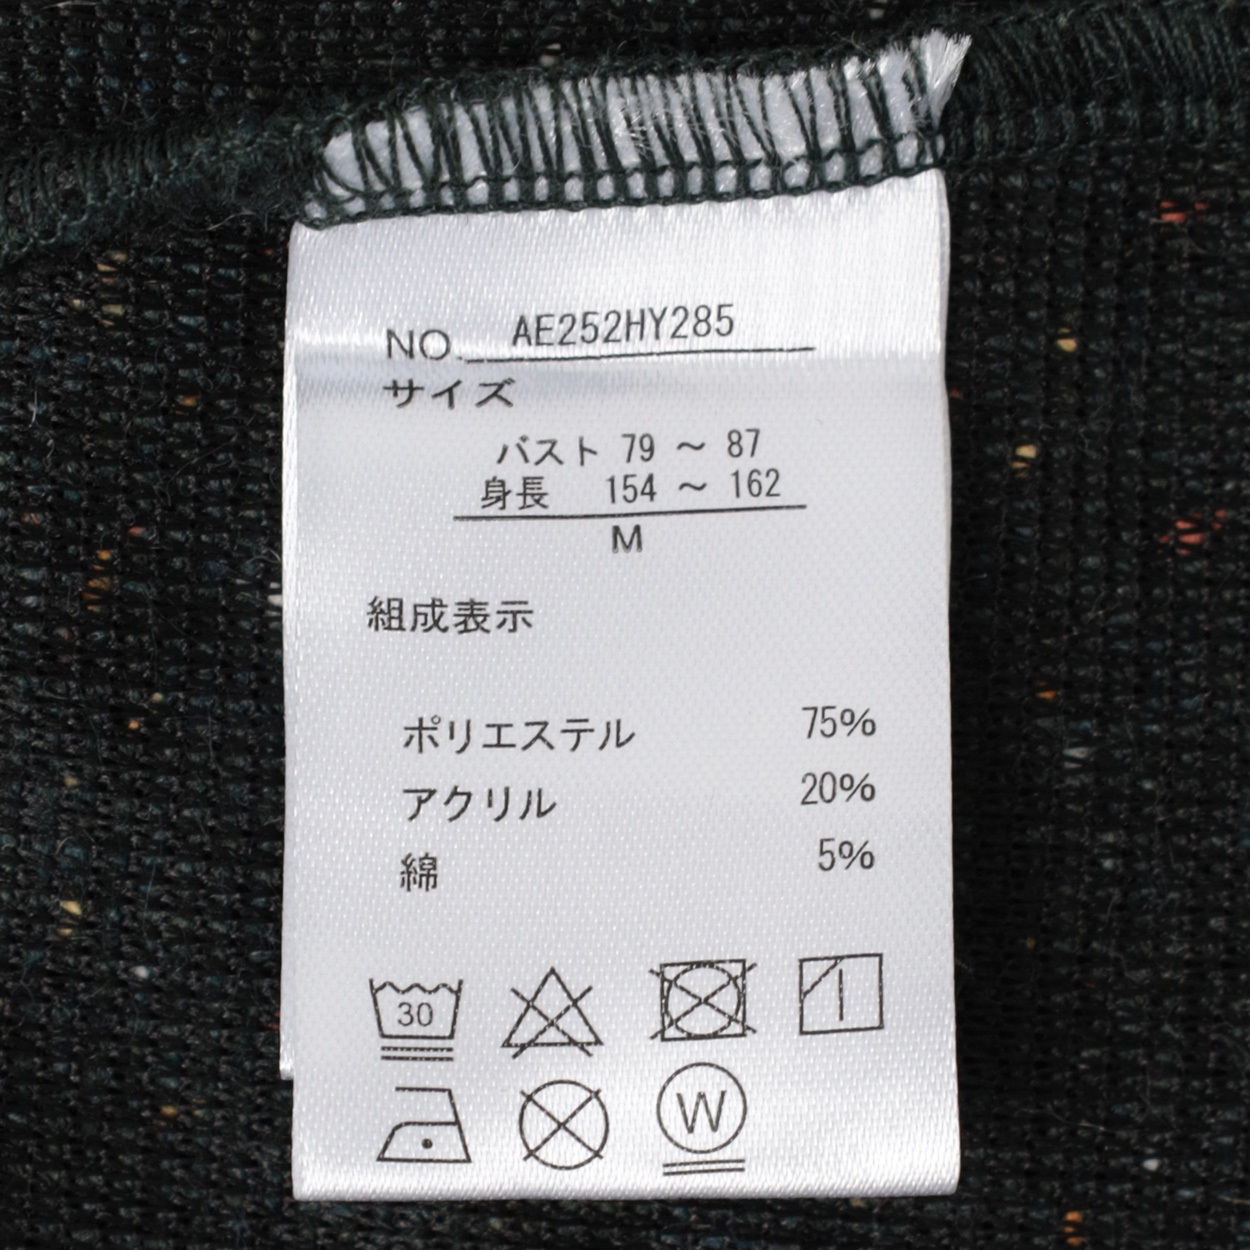 NO. AE252HY285
サイズ
バスト 79 ～ 87
身長 154 ～ 162
M
組成表示
ポリエステル 75%
アクリル 20%
綿 5%
30
W